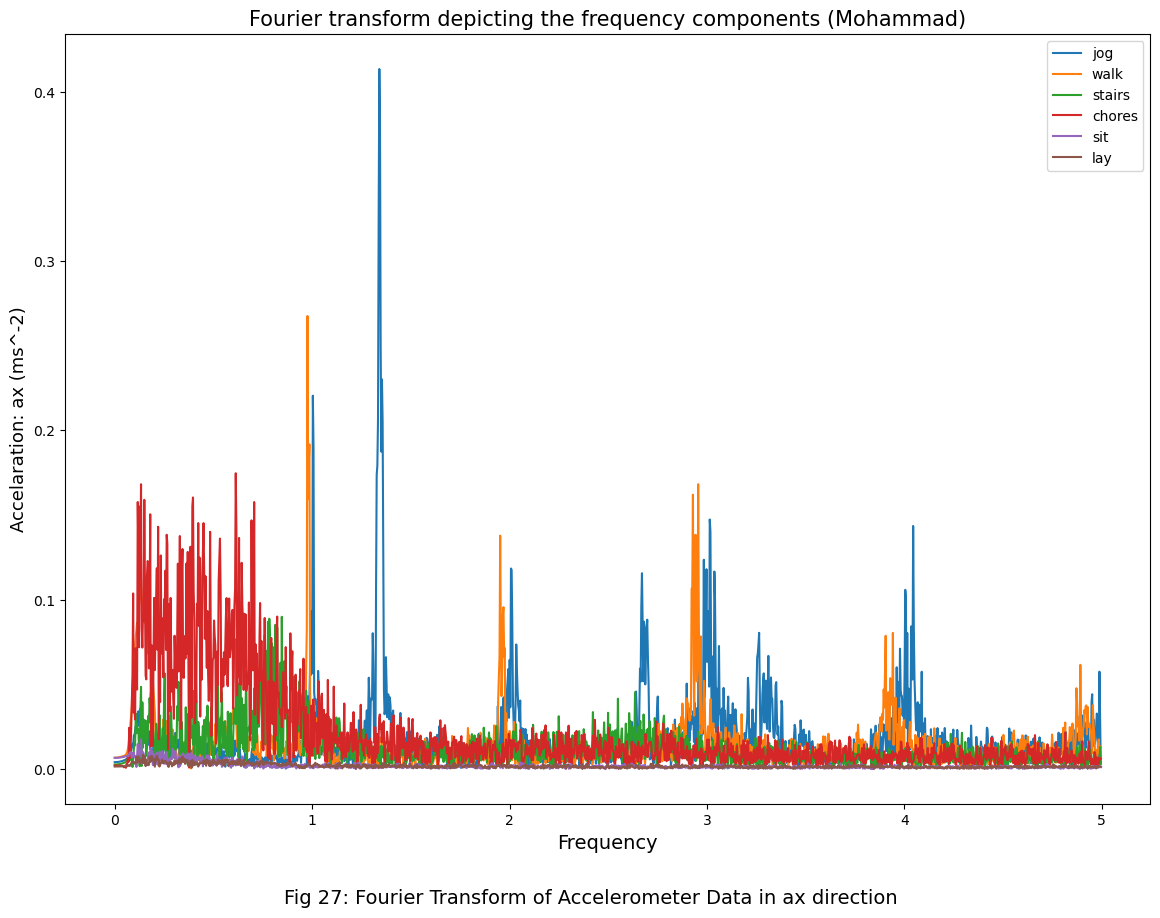 Fourier transform depicting the frequency components (Mohammad)
jog
walk
stairs
chores
sit
lay
Accelaration: ax (ms^-2)
0.4
0.3
0.2
0.1
0.0
0 1 2 3 4 5
Frequency
Fig 27: Fourier Transform of Accelerometer Data in ax direction